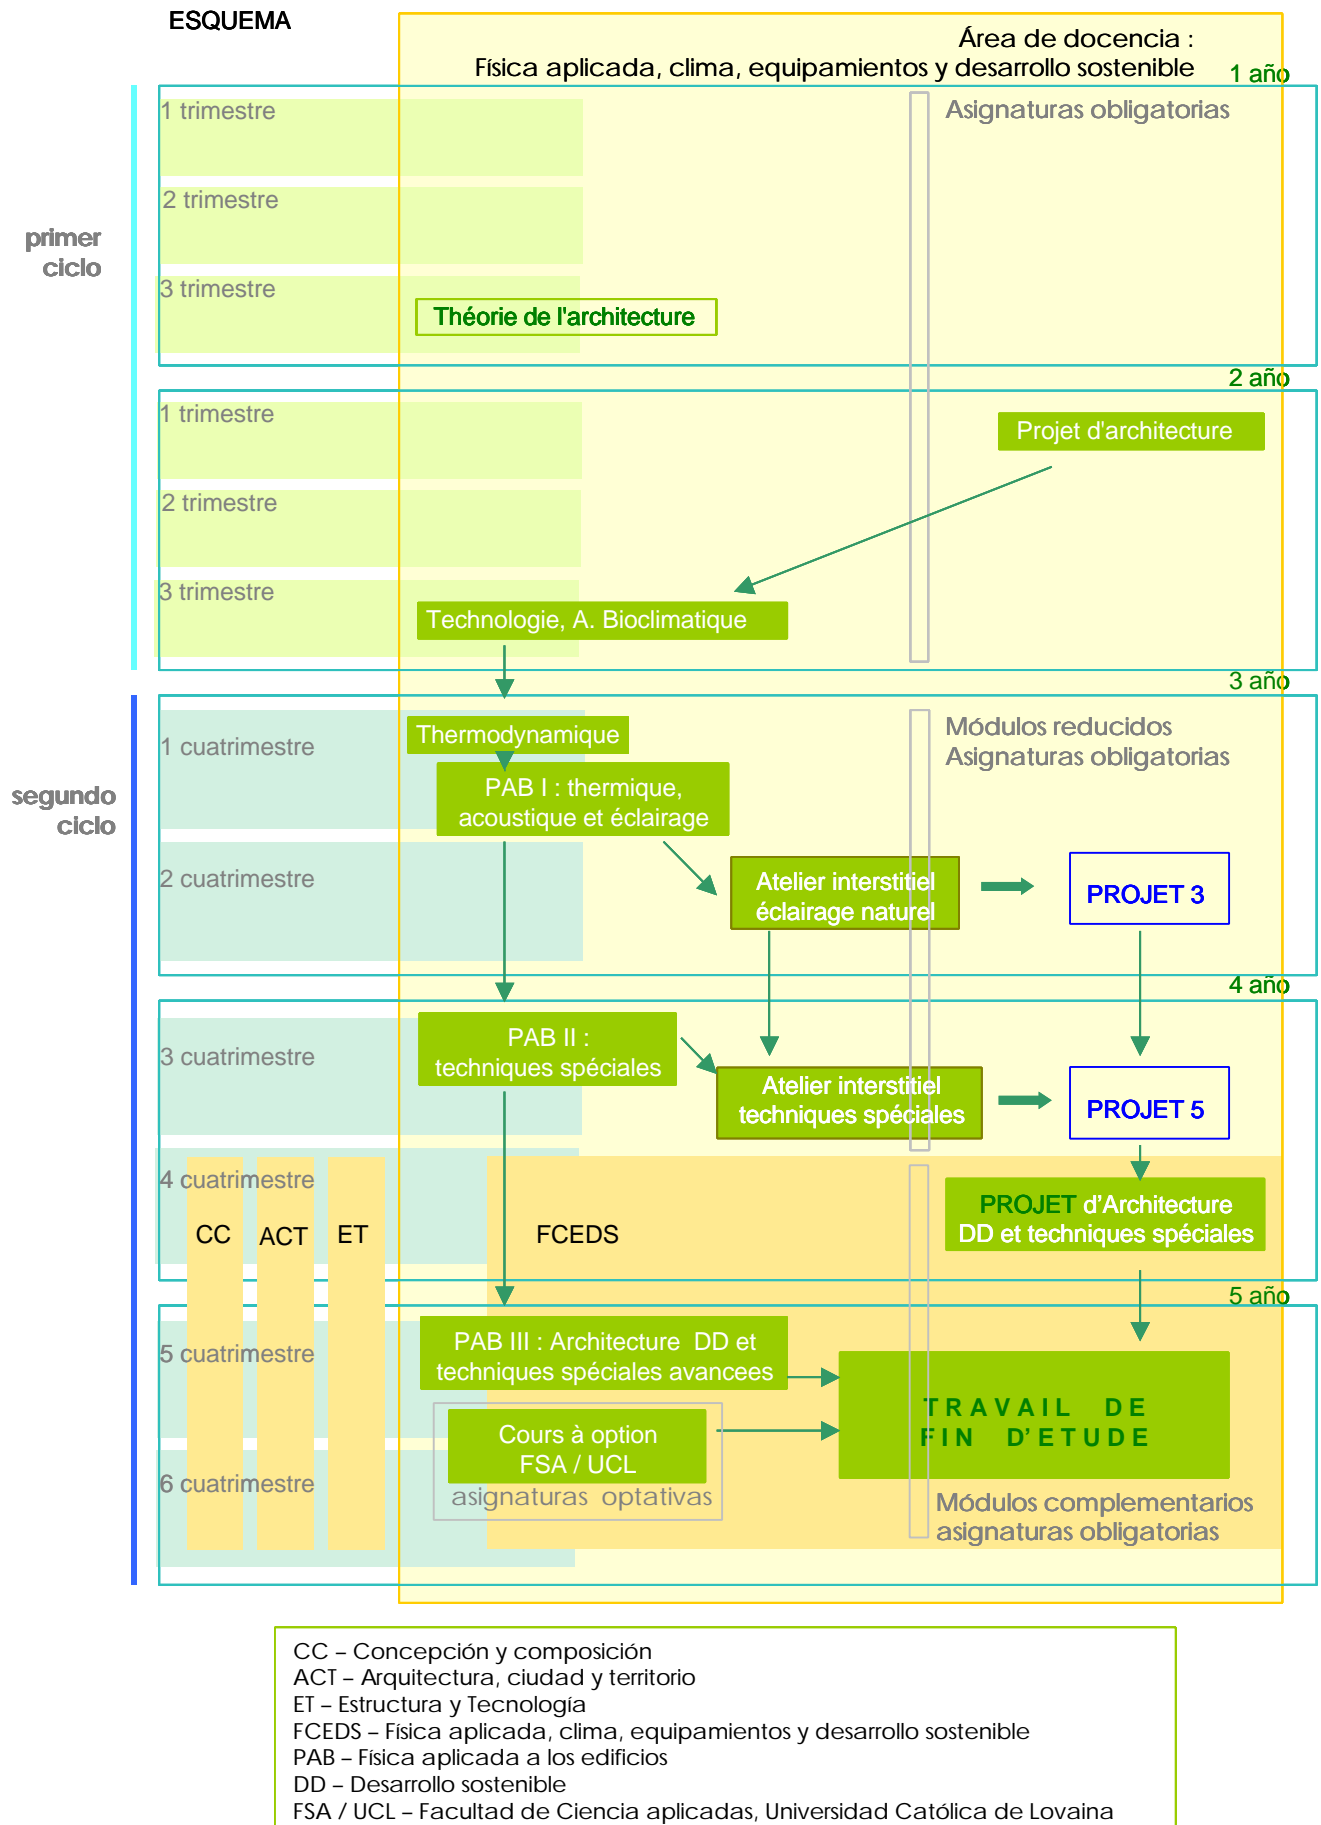 ESQUEMA
Área de docencia :
Física aplicada, clima, equipamientos y desarrollo sostenible
1 año
1 trimestre
Asignaturas obligatorias
2 trimestre
primer
ciclo
3 trimestre
Théorie de l'architecture
2 año
1 trimestre
Projet d'architecture
2 trimestre
3 trimestre
Technologie, A. Bioclimatique
3 año
Thermodynamique
Módulos reducidos
Asignaturas obligatorias
1 cuatrimestre
PAB I : thermique,
acoustique et éclairage
segundo
ciclo
2 cuatrimestre
Atelier interstitiel
éclairage naturel
PROJET 3
4 año
3 cuatrimestre
PAB II :
techniques spéciales
Atelier interstitiel
techniques spéciales
PROJET 5
4 cuatrimestre
PROJET d'Architecture
DD et techniques spéciales
CC
ACT
ET
FCEDS
5 año
5 cuatrimestre
PAB III : Architecture DD et
techniques spéciales avancees
TRAVAIL DE
FIN D'ETUDE
Cours à option
FSA / UCL
asignaturas optativas
6 cuatrimestre
Módulos complementarios
asignaturas obligatorias
CC – Concepción y composición
ACT – Arquitectura, ciudad y territorio
ET – Estructura y Tecnología
FCEDS – Física aplicada, clima, equipamientos y desarrollo sostenible
PAB – Física aplicada a los edificios
DD – Desarrollo sostenible
FSA / UCL – Facultad de Ciencia aplicadas, Universidad Católica de Lovaina